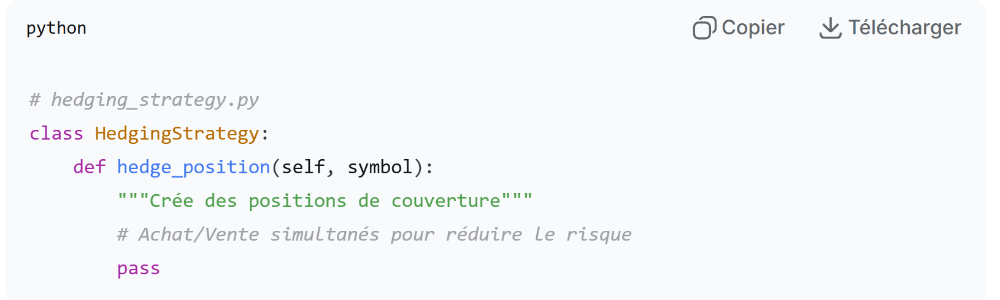 python Copier Télécharger
# hedging_strategy.py
class HedgingStrategy:
    def hedge_position(self, symbol):
        """Crée des positions de couverture"""
        # Achat/Vente simultanés pour réduire le risque
        pass